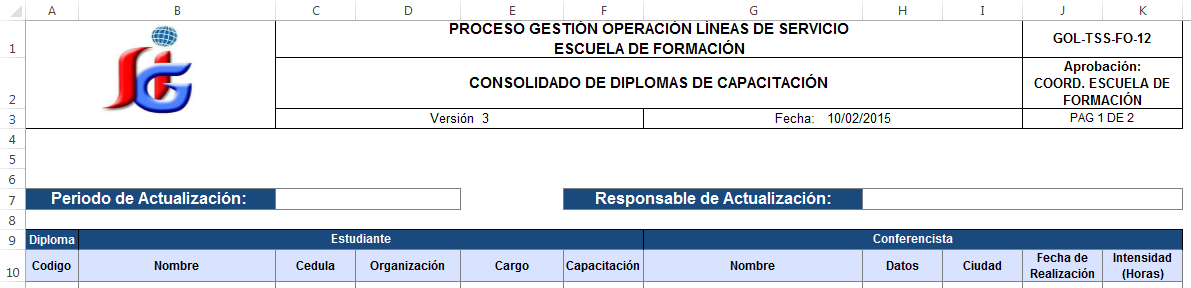 A B C D E F G H I J K
1 PROCESO GESTIÓN OPERACIÓN LÍNEAS DE SERVICIO
ESCUELA DE FORMACIÓN
GOL-TSS-FO-12
2 CONSOLIDADO DE DIPLOMAS DE CAPACITACIÓN
Aprobación:
COORD. ESCUELA DE
FORMACIÓN
3 Versión 3 Fecha: 10/02/2015 PAG 1 DE 2
4
5
6
7 Periodo de Actualización: Responsable de Actualización:
8
9 Diploma Estudiante Conferencista
10 Codigo Nombre Cedula Organización Cargo Capacitación Nombre Datos Ciudad
Fecha de
Realización
Intensidad
(Horas)